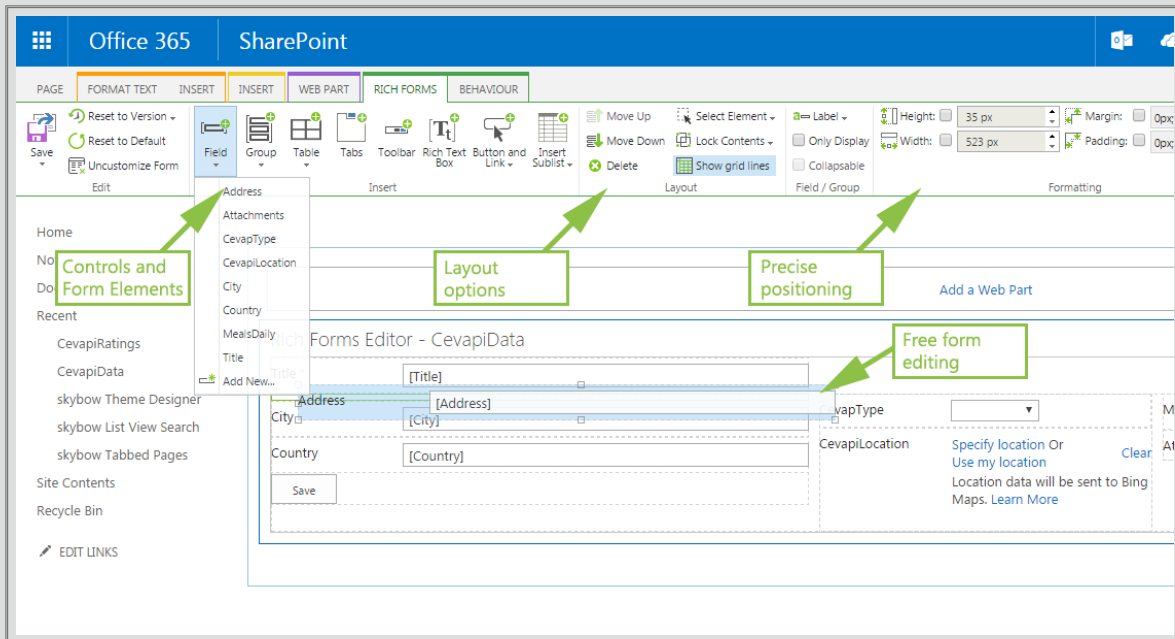 Office 365
SharePoint
PAGE
FORMAT TEXT
INSERT
INSERT
WEB PART
RICH FORMS
BEHAVIOUR
Save
Reset to Version
Reset to Default
Uncustomize Form
Edit
Field
Group
Table
Tabs
Toolbar
Rich Text
Box
Button and
Link
Insert
Sublist
Insert
Move Up
Move Down
Delete
Select Element
Lock Contents
Show grid lines
Layout
Label
Only Display
Collapsable
Field / Group
Height:
35 px
Width:
523 px
Margin:
0px;
Padding:
0px;
Formatting
Address
Attachments
CevapType
CevapiLocation
City
Country
MealsDaily
Title
Add New...
Controls and
Form Elements
Layout
options
Precise
positioning
Free form
editing
Home
Recent
CevapiRatings
CevapiData
skybow Theme Designer
skybow List View Search
skybow Tabbed Pages
Site Contents
Recycle Bin
EDIT LINKS
Add a Web Part
Rich Forms Editor - CevapiData
Title
[Title]
Address
[Address]
City
[City]
Country
[Country]
Save
CevapType
CevapiLocation
Specify location Or
Use my location
Clear
Location data will be sent to Bing
Maps. Learn More